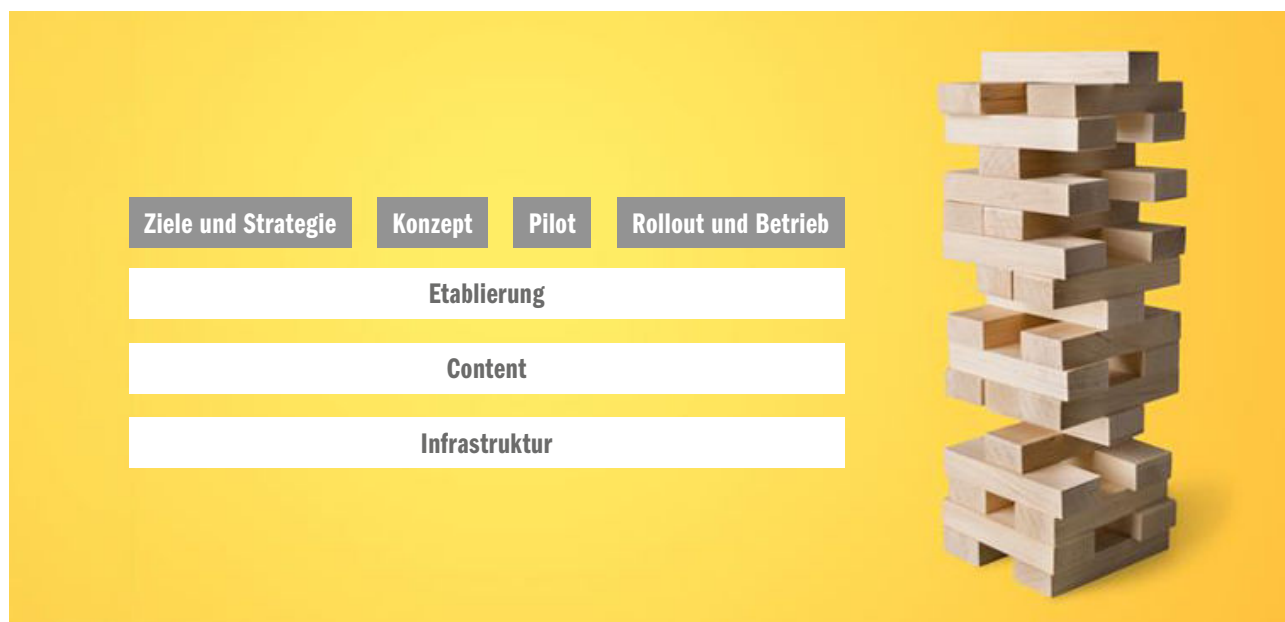 Ziele und Strategie
Konzept
Pilot
Rollout und Betrieb
Etablierung
Content
Infrastruktur